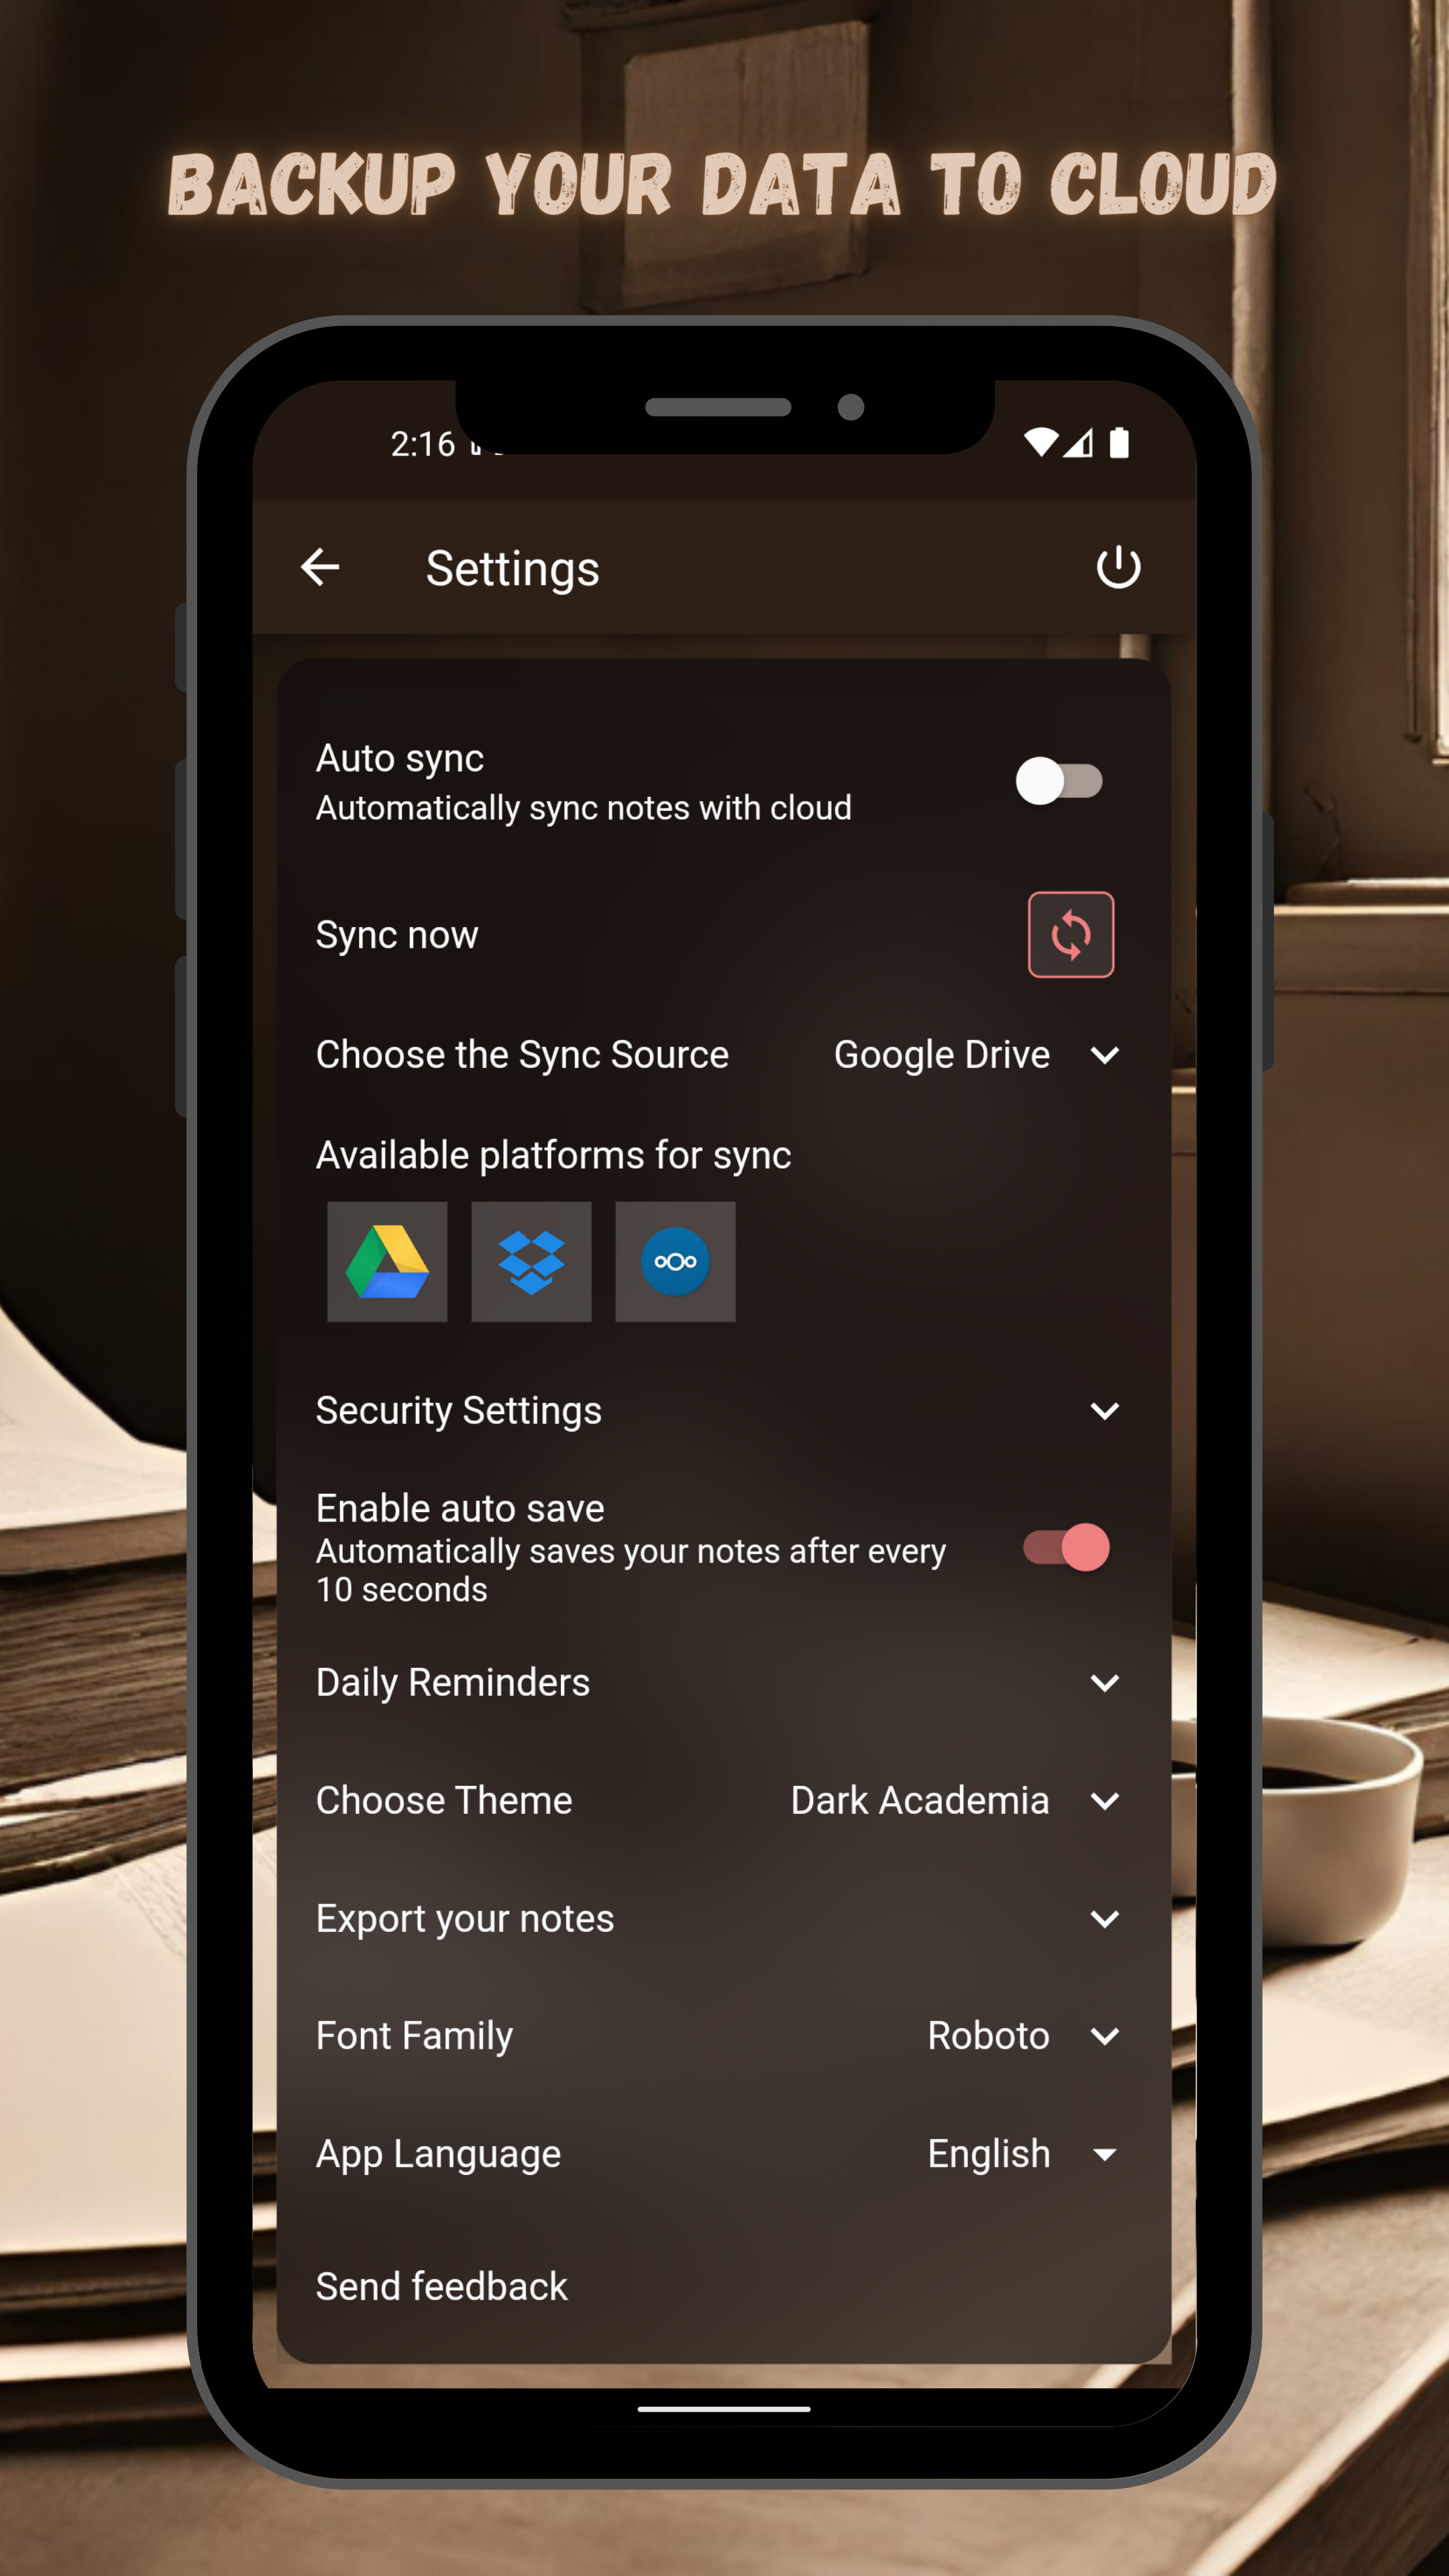 BACKUP YOUR DATA TO CLOUD
2:16
Settings
Auto sync
Automatically sync notes with cloud
Sync now
Choose the Sync Source Google Drive
Available platforms for sync
Security Settings
Enable auto save
Automatically saves your notes after every
10 seconds
Daily Reminders
Choose Theme Dark Academia
Export your notes
Font Family Roboto
App Language English
Send feedback